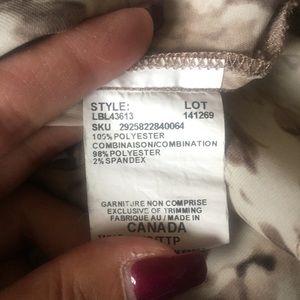 STYLE: LOT
LBL43613 141269
SKU 2925822840064
100% POLYESTER
COMBINAISON/COMBINATION
98% POLYESTER
2% SPANDEX
GARNITURE NON COMPRISE
EXCLUSIVE OF TRIMMING
FABRIQUE AU / MADE IN
CANADA